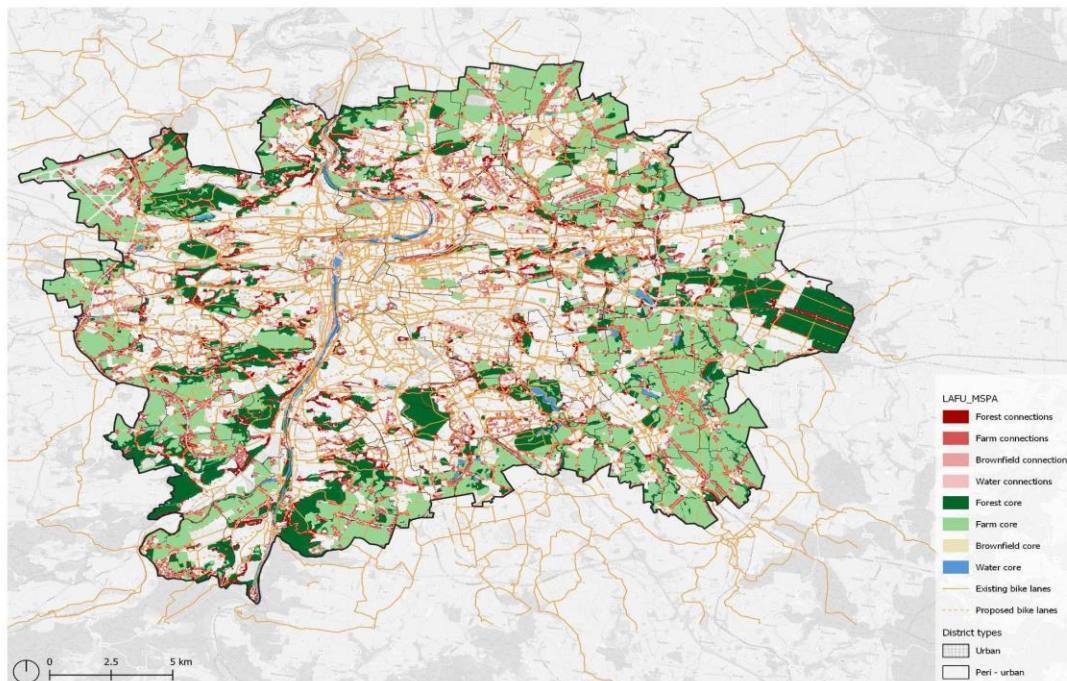 LAFU_MSPA
Forest connections
Farm connections
Brownfield connection
Water connections
Forest core
Farm core
Brownfield core
Water core
Existing bike lanes
Proposed bike lanes
District types
Urban
Peri - urban
0 2.5 5 km